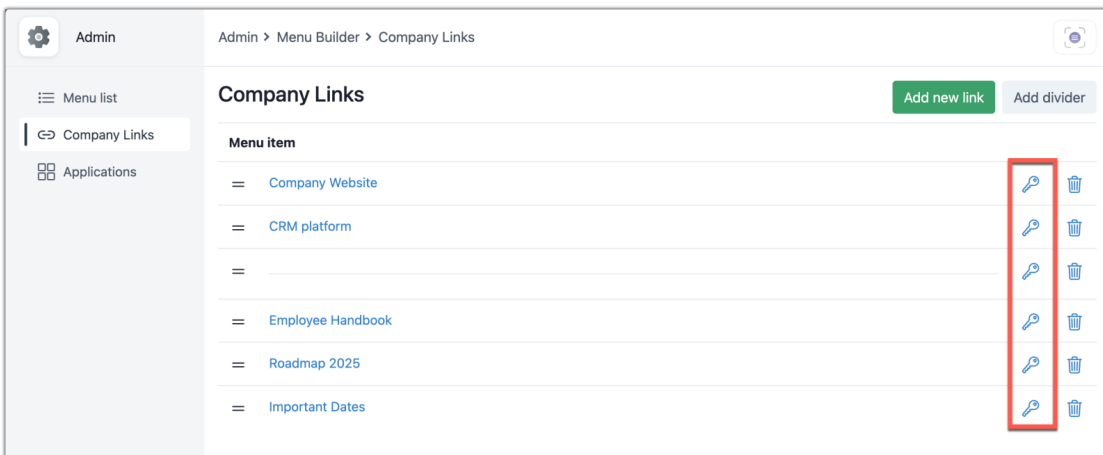 Admin
Admin > Menu Builder > Company Links
Menu list
Company Links
Applications
Company Links
Add new link
Add divider
Menu item
Company Website
CRM platform
Employee Handbook
Roadmap 2025
Important Dates